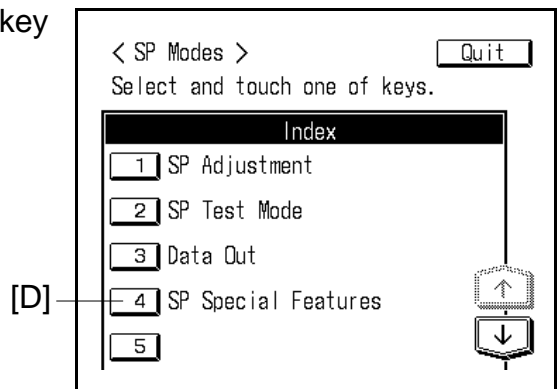 key
< SP Modes > Quit
Select and touch one of keys.
Index
1 SP Adjustment
2 SP Test Mode
3 Data Out
[D] 4 SP Special Features ↑
5 ↓